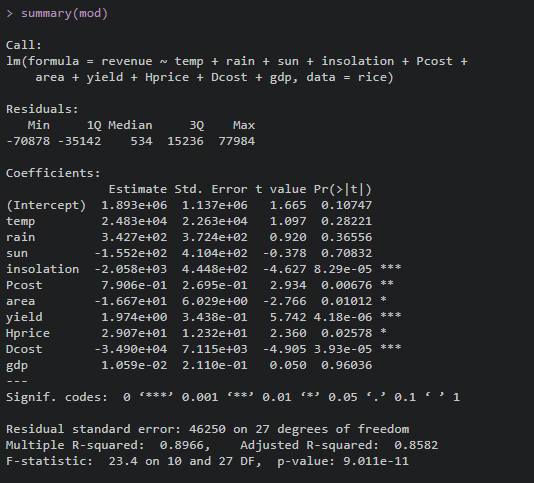 > summary(mod)
Call:
lm(formula = revenue ~ temp + rain + sun + insolation + Pcost +
    area + yield + Hprice + Dcost + gdp, data = rice)
Residuals:
   Min     1Q Median     3Q    Max
-70878 -35142    534  15236  77984
Coefficients:
              Estimate Std. Error t value Pr(>|t|)
(Intercept)  1.893e+06  1.137e+06   1.665  0.10747
temp         2.483e+04  2.263e+04   1.097  0.28221
rain         3.427e+02  3.724e+02   0.920  0.36556
sun         -1.552e+02  4.104e+02  -0.378  0.70832
insolation  -2.058e+03  4.448e+02  -4.627 8.29e-05 ***
Pcost        7.906e-01  2.695e-01   2.934  0.00676 **
area        -1.667e+01  6.029e+00  -2.766  0.01012 *
yield        1.974e+00  3.438e-01   5.742 4.18e-06 ***
Hprice       2.907e+01  1.232e+01   2.360  0.02578 *
Dcost       -3.490e+04  7.115e+03  -4.905 3.93e-05 ***
gdp          1.059e-02  2.110e-01   0.050  0.96036
---
Signif. codes:  0 ‘***’ 0.001 ‘**’ 0.01 ‘*’ 0.05 ‘.’ 0.1 ‘ ’ 1
Residual standard error: 46250 on 27 degrees of freedom
Multiple R-squared:  0.8966,    Adjusted R-squared:  0.8582
F-statistic:  23.4 on 10 and 27 DF,  p-value: 9.011e-11